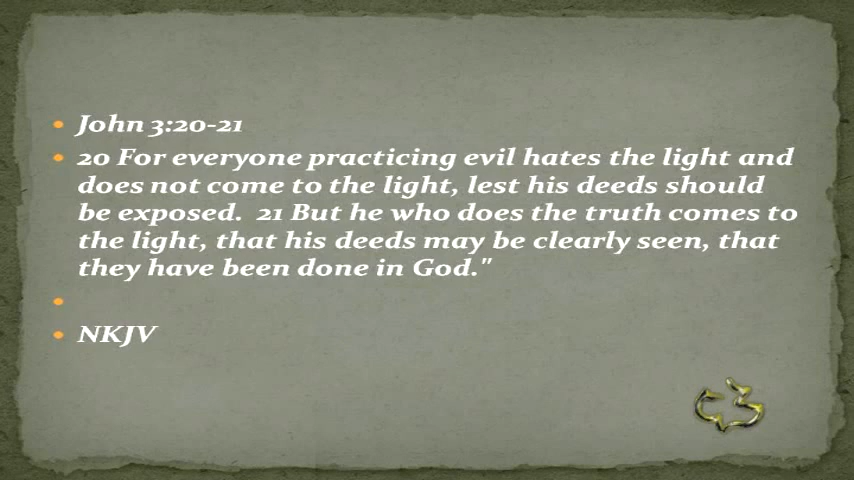 John 3:20-21
20 For everyone practicing evil hates the light and
does not come to the light, lest his deeds should
be exposed.  21 But he who does the truth comes to
the light, that his deeds may be clearly seen, that
they have been done in God."
NKJV